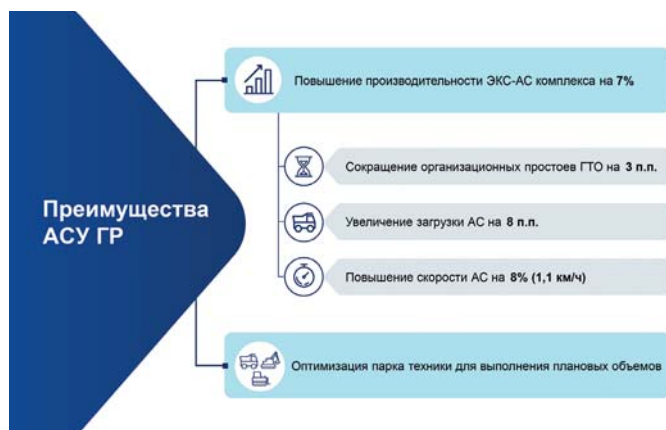 Преимущества
АСУ ГР
Повышение производительности ЭКС-АС комплекса на 7%
Сокращение организационных простоев ГТО на 3 п.п.
Увеличение загрузки АС на 8 п.п.
Повышение скорости АС на 8% (1,1 км/ч)
Оптимизация парка техники для выполнения плановых объемов